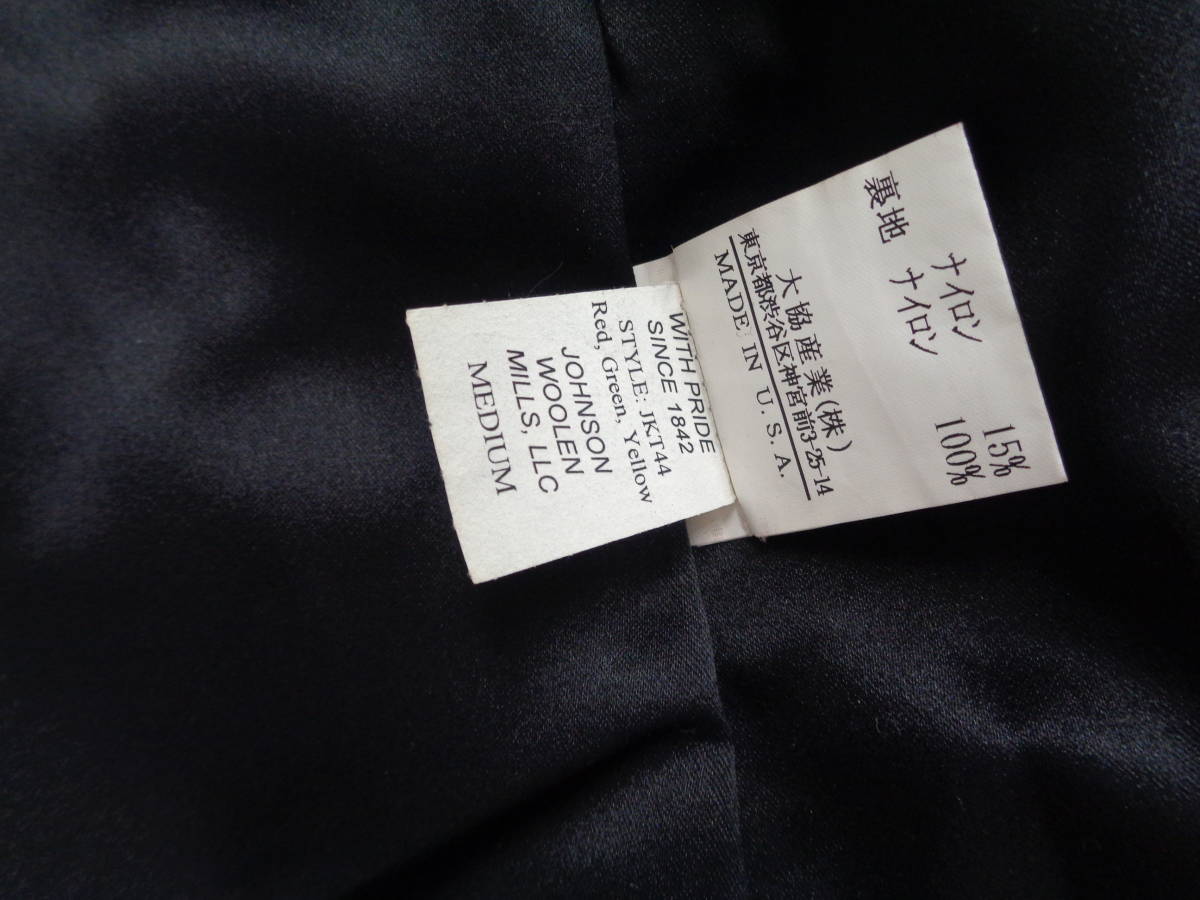 ナイロン 15%
裏地 ナイロン 100%
大協産業(株)
東京都渋谷区神宮前3-25-14
MADE IN U.S.A.
WITH PRIDE
SINCE 1842
STYLE: JKT44
Red, Green, Yellow
JOHNSON
WOOLEN
MILLS, LLC
MEDIUM